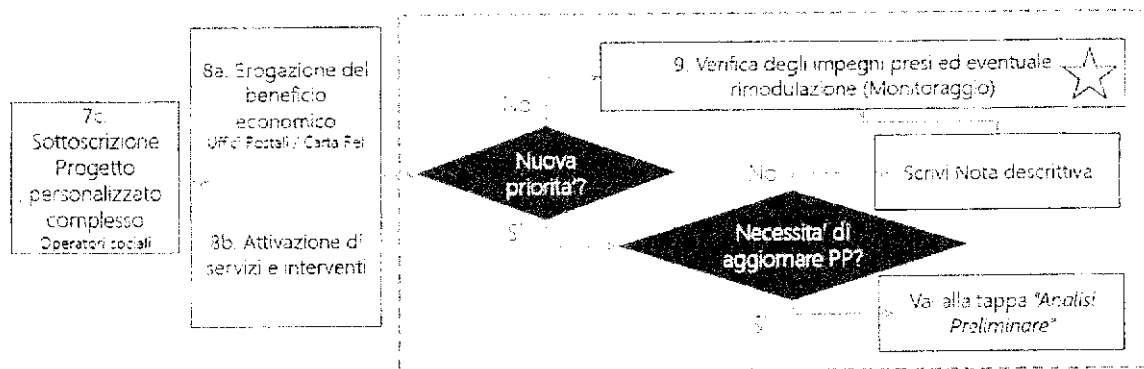 7c.
Sottoscrizione
Progetto
personalizzato
complesso
Operatori sociali
8a. Erogazione del
beneficio
economico
Uffici Postali / Carta Rei
8b. Attivazione di
servizi e interventi
9. Verifica degli impegni presi ed eventuale
rimodulazione (Monitoraggio)
No
Nuova
priorita'?
Si
No
Scrivi Nota descrittiva
Necessita' di
aggiornare PP?
Si
Vai alla tappa "Analisi
Preliminare"